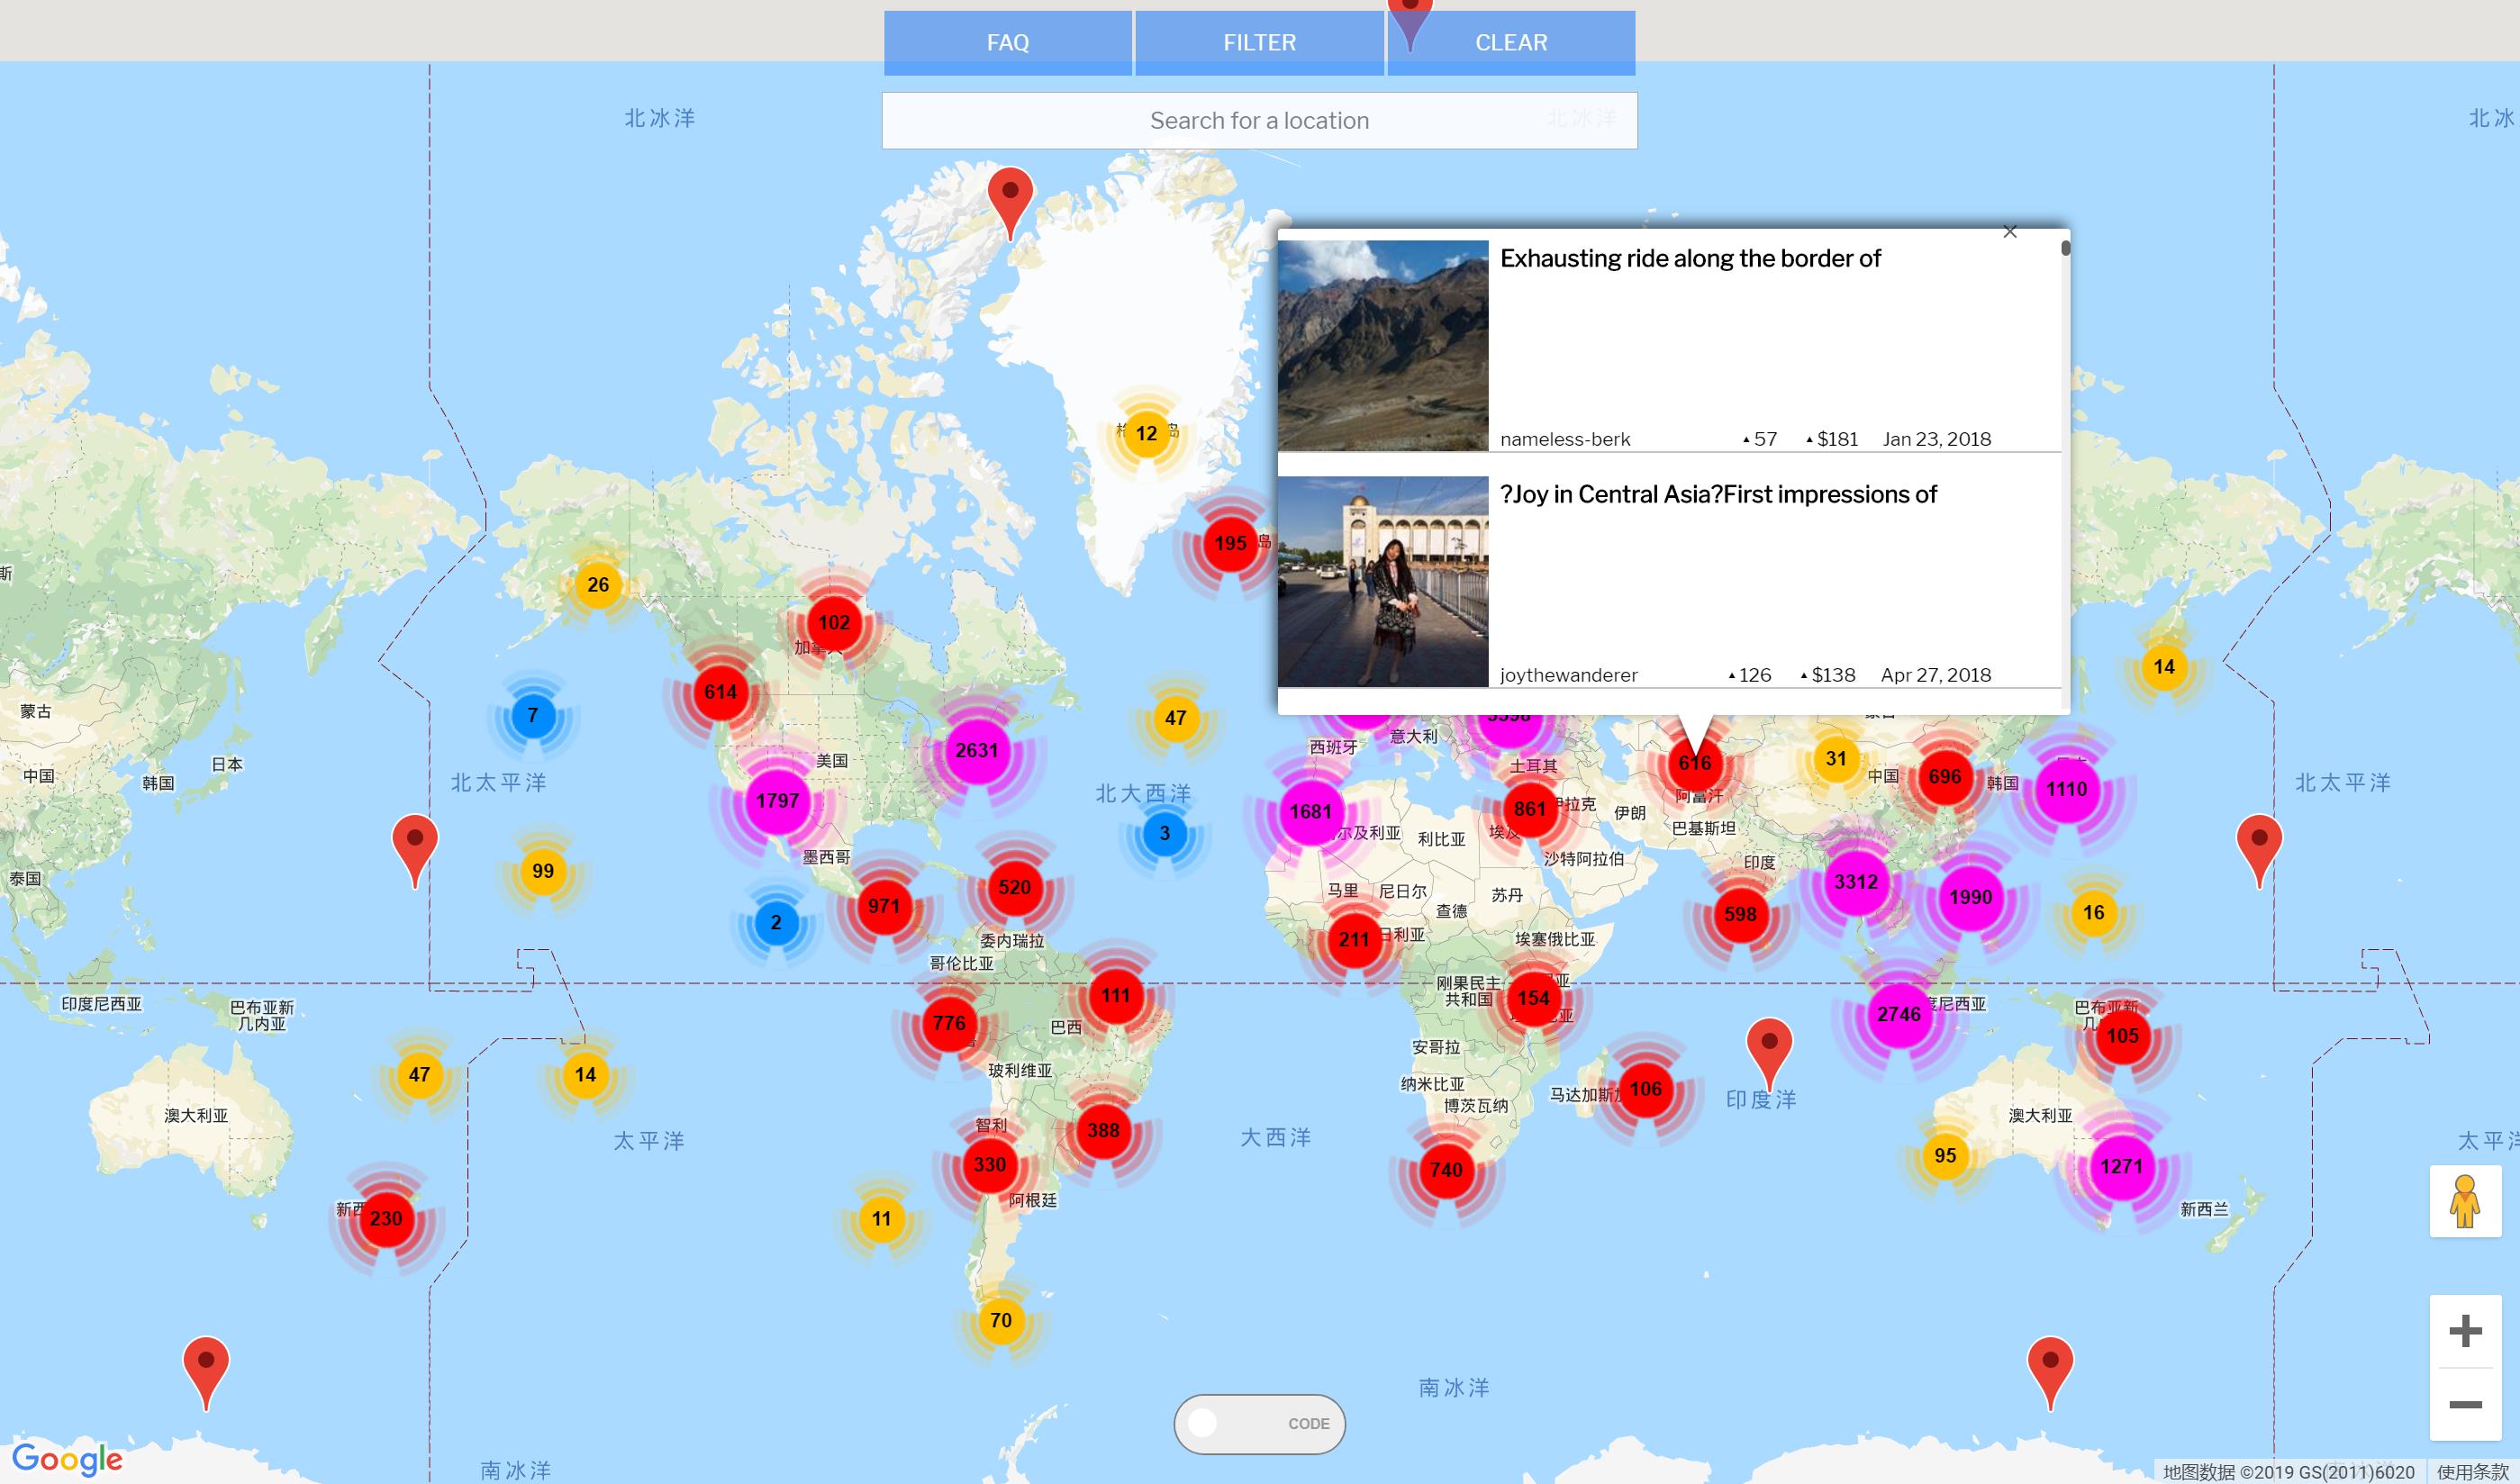 FAQ
FILTER
CLEAR
北冰洋
北冰洋
北冰
Search for a location
Exhausting ride along the border of
nameless-berk ▲ 57 ▲ $181 Jan 23, 2018
?Joy in Central Asia?First impressions of
joythewanderer ▲ 126 ▲ $138 Apr 27, 2018
12
195
岛
26
斯
102
614
14
7
47
蒙古
2631
西班牙
意大利
3598
土耳其
616
31
中国
696
韩国
1110
中国
韩国
日本
北太平洋
美国
1797
北大西洋
3
1681
861
伊朗
阿富汗
北太平洋
利比亚
巴基斯坦
沙特阿拉伯
墨西哥
印度
泰国
99
520
971
2
马里
尼日尔
苏丹
查德
3312
1990
598
16
211
委内瑞拉
埃塞俄比亚
哥伦比亚
111
刚果民主
共和国
154
印度尼西亚
巴布亚新
几内亚
776
巴西
2746
巴布亚新
105
安哥拉
47
14
玻利维亚
纳米比亚
106
印度洋
博茨瓦纳
澳大利亚
澳大利亚
智利
388
太平洋
大西洋
太平洋
330
740
95
1271
阿根廷
新西
230
11
新西兰
70
南冰洋
CODE
Google
南冰洋
地图数据 ©2019 GS(2011)6020
使用条款